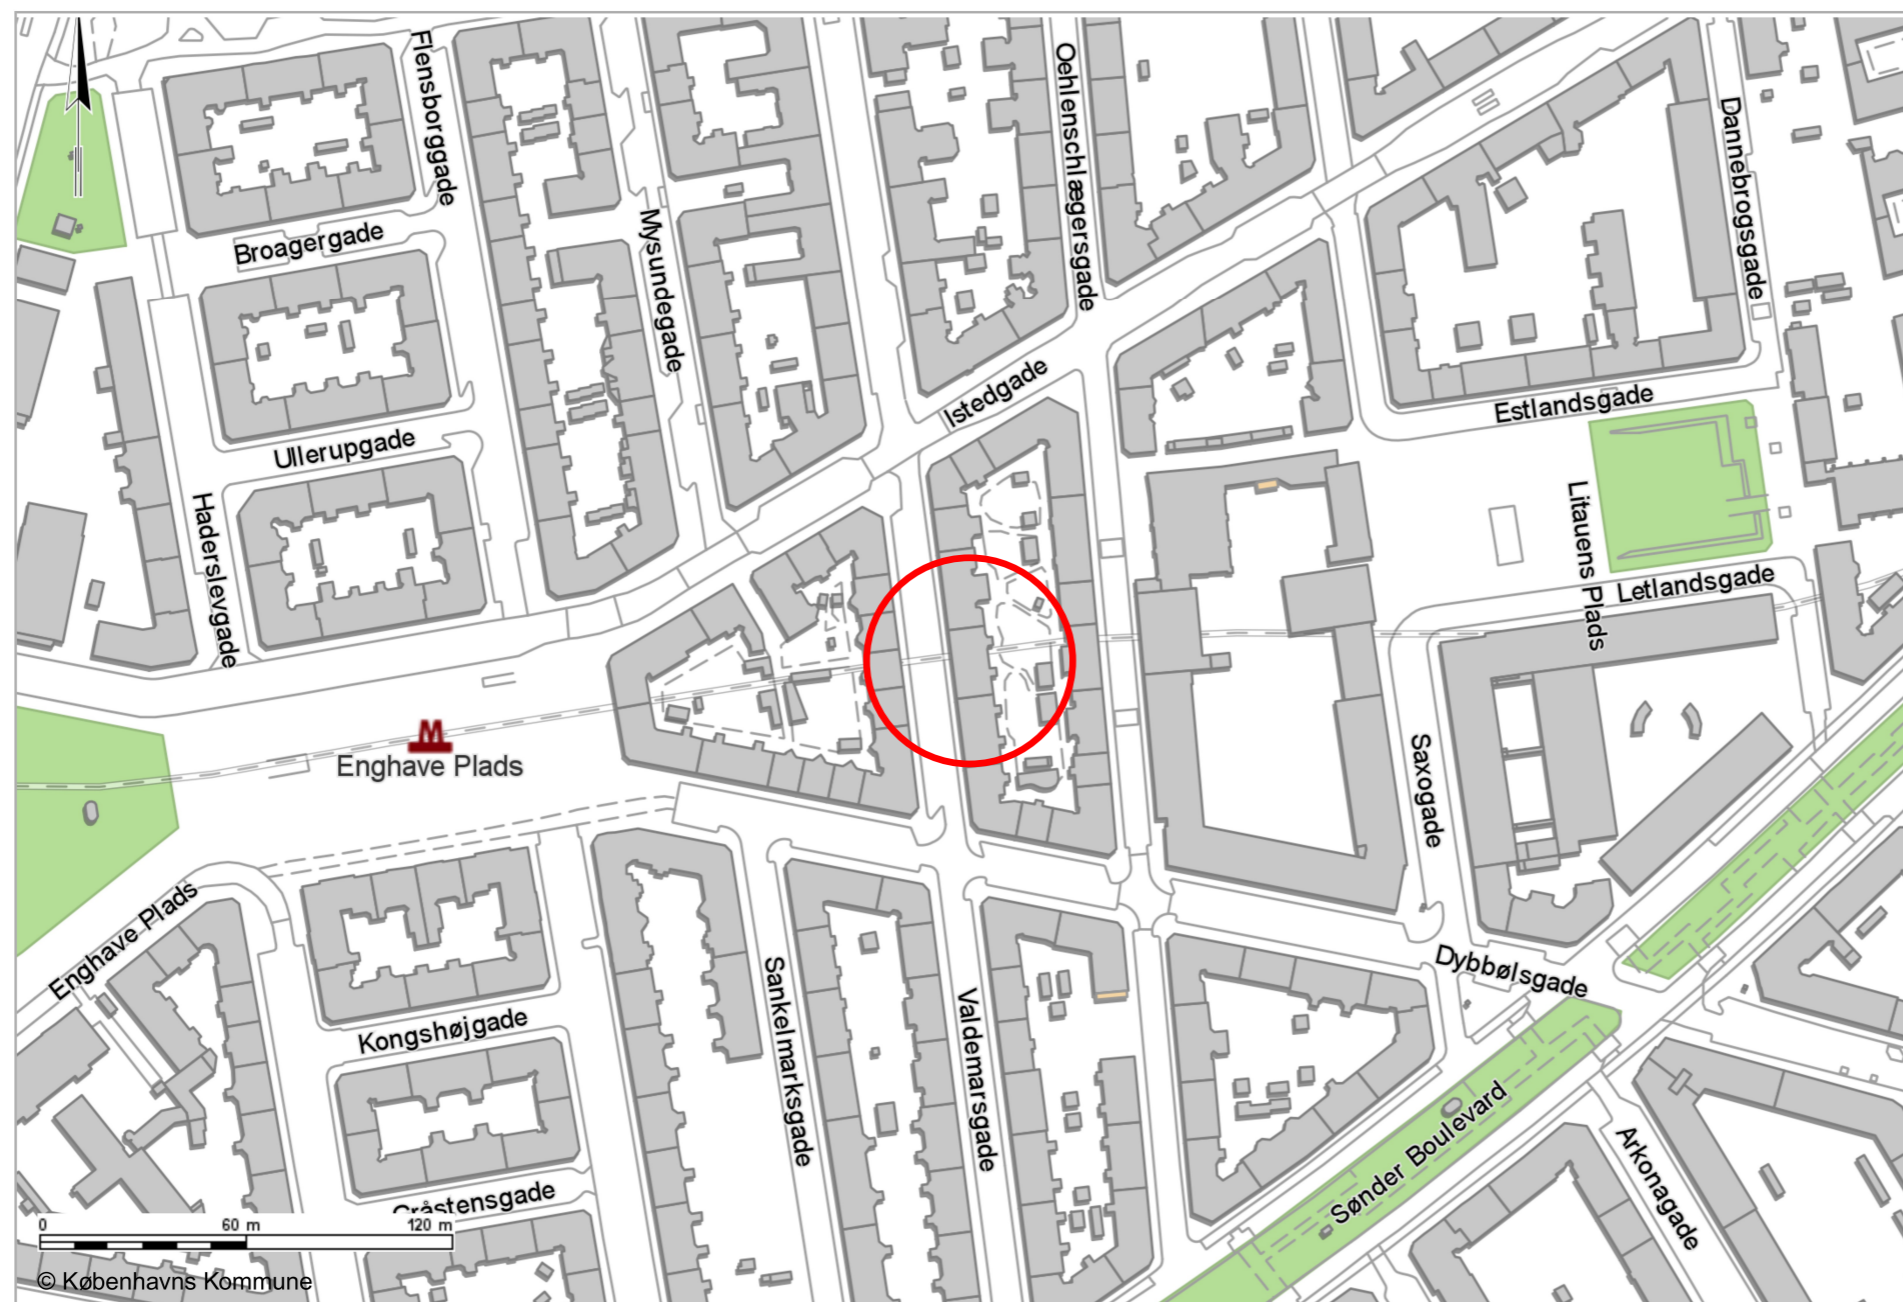 Flensborggade
Oehlenschlægersgade
Dannebrogsgade
Broagergade
Mysundegade
Istedgade
Estlandsgade
Ullerupgade
Haderslevgade
Litauens Plads
Letlandsgade
M
Enghave Plads
Saxogade
Enghave Plads
Dybbølsgade
Sankelmarksgade
Valdemarsgade
Kongshøjgade
Sønder Boulevard
Arkonagade
Gråstensgade
0 60 m 120 m
© Københavns Kommune